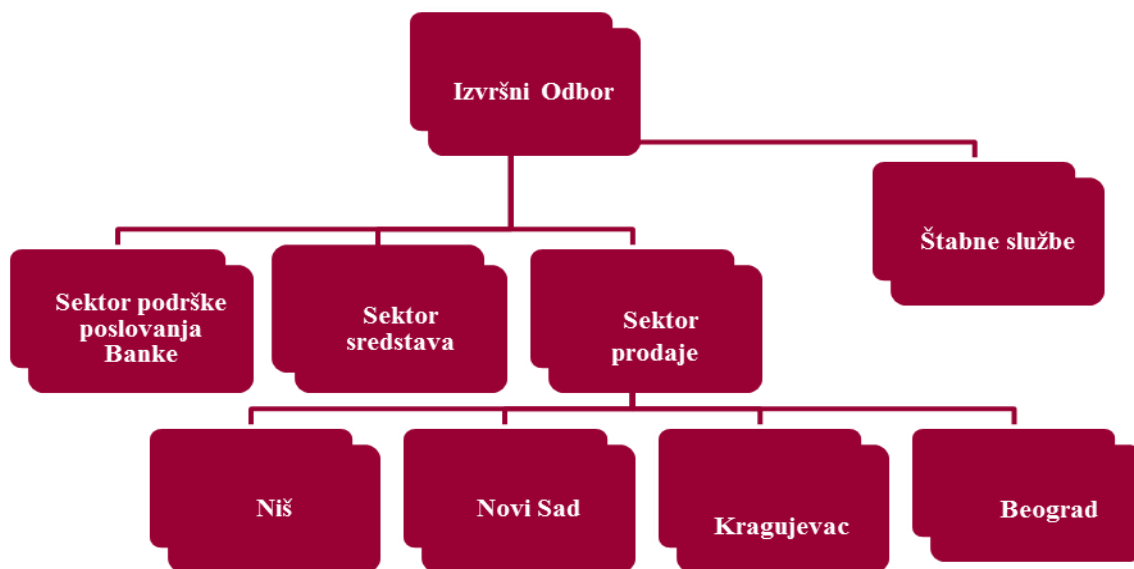 Izvršni Odbor
Štabne službe
Sektor podrške
poslovanja
Banke
Sektor
sredstava
Sektor
prodaje
Niš
Novi Sad
Kragujevac
Beograd